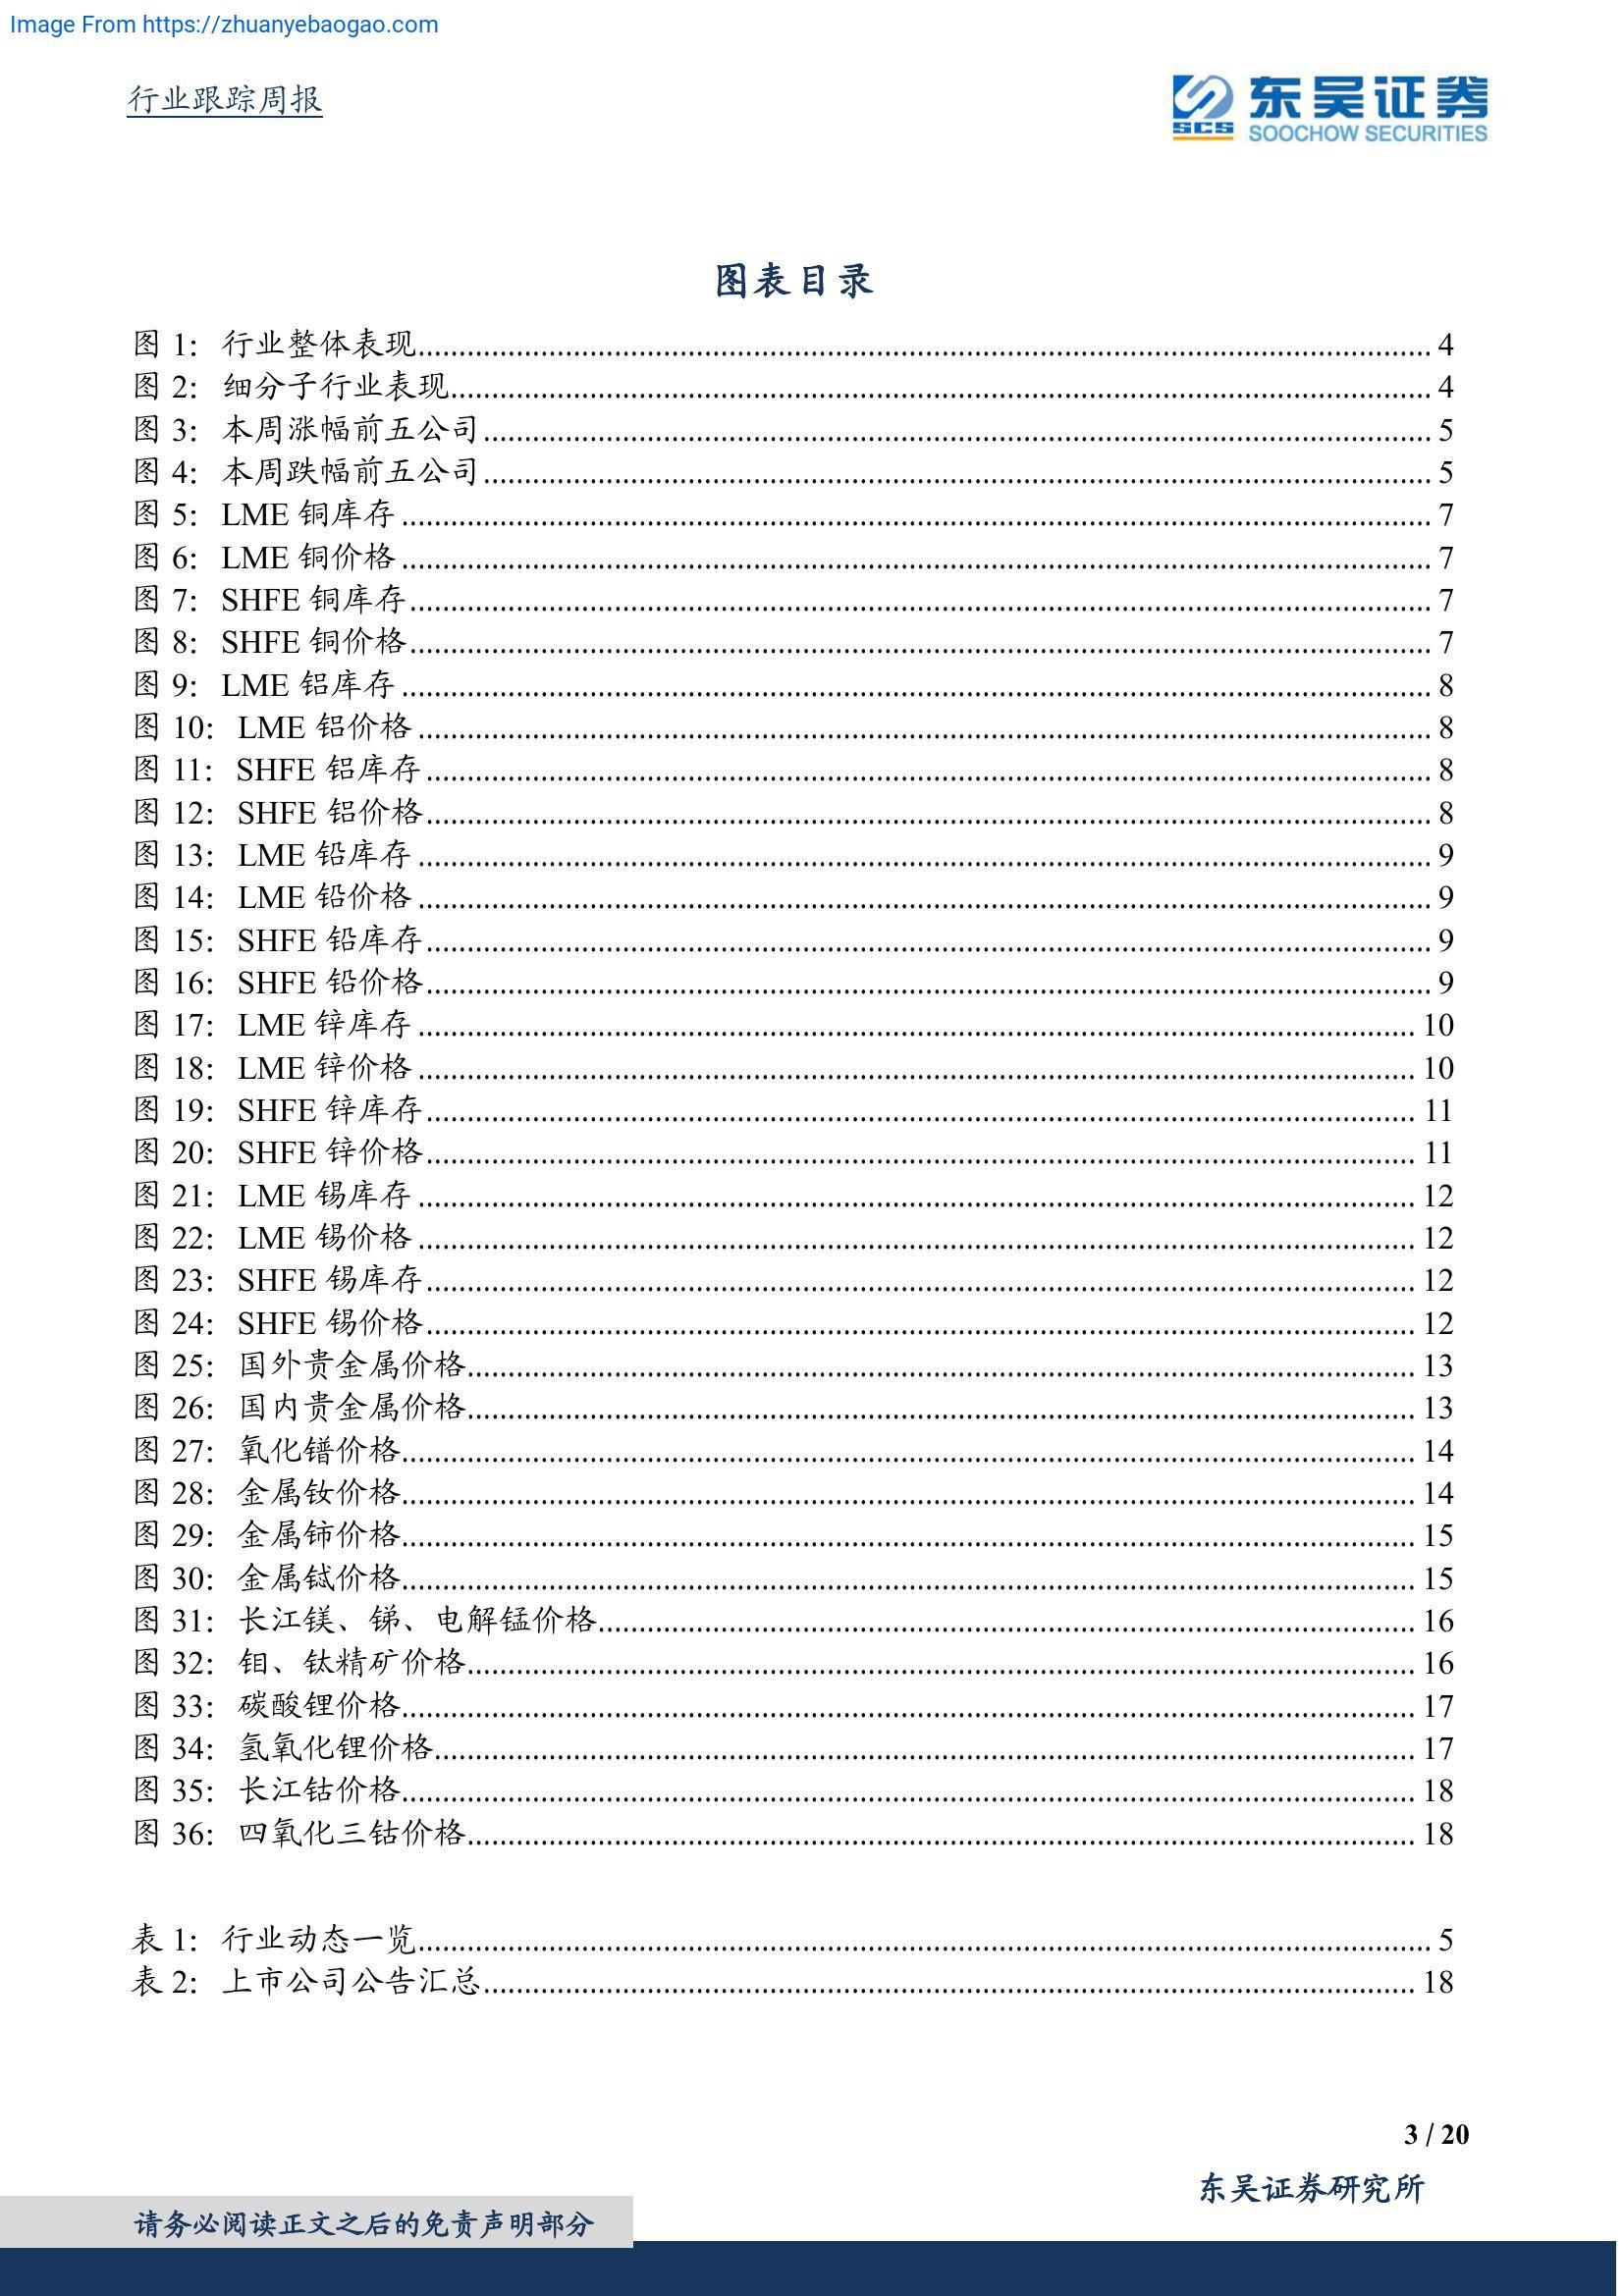 Image From https://zhuanyebaogao.com
行业跟踪周报
东吴证券
SCS
SOOCHOW SECURITIES
图表目录
图 1: 行业整体表现 4
图 2: 细分子行业表现 4
图 3: 本周涨幅前五公司 5
图 4: 本周跌幅前五公司 5
图 5: LME 铜库存 7
图 6: LME 铜价格 7
图 7: SHFE 铜库存 7
图 8: SHFE 铜价格 7
图 9: LME 铝库存 8
图 10: LME 铝价格 8
图 11: SHFE 铝库存 8
图 12: SHFE 铝价格 8
图 13: LME 铅库存 9
图 14: LME 铅价格 9
图 15: SHFE 铅库存 9
图 16: SHFE 铅价格 9
图 17: LME 锌库存 10
图 18: LME 锌价格 10
图 19: SHFE 锌库存 11
图 20: SHFE 锌价格 11
图 21: LME 锡库存 12
图 22: LME 锡价格 12
图 23: SHFE 锡库存 12
图 24: SHFE 锡价格 12
图 25: 国外贵金属价格 13
图 26: 国内贵金属价格 13
图 27: 氧化镨价格 14
图 28: 金属钕价格 14
图 29: 金属铈价格 15
图 30: 金属铽价格 15
图 31: 长江镁、锑、电解锰价格 16
图 32: 钼、钛精矿价格 16
图 33: 碳酸锂价格 17
图 34: 氢氧化锂价格 17
图 35: 长江钴价格 18
图 36: 四氧化三钴价格 18
表 1: 行业动态一览 5
表 2: 上市公司公告汇总 18
3 / 20
东吴证券研究所
请务必阅读正文之后的免责声明部分